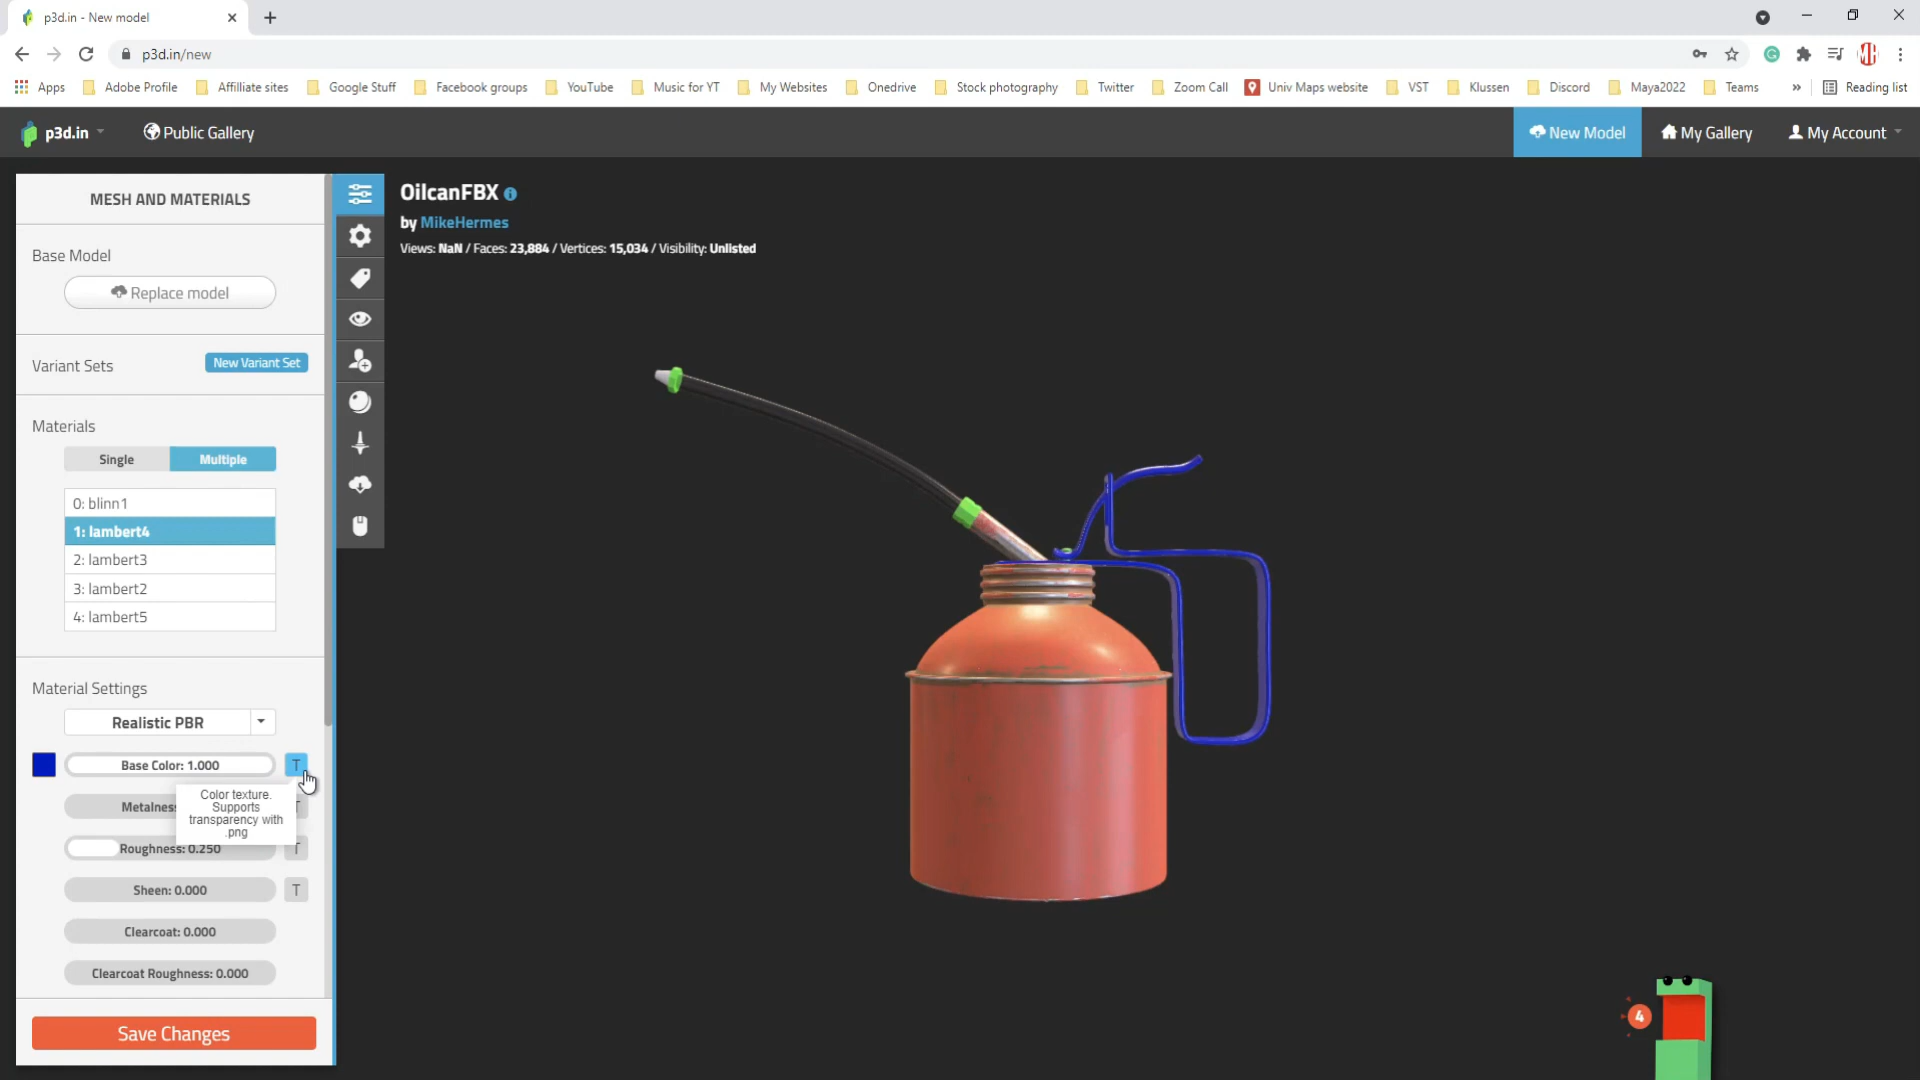 p3d.in - New model
p3d.in/new
Apps
Adobe Profile
Affilliate sites
Google Stuff
Facebook groups
YouTube
Music for YT
My Websites
Onedrive
Stock photography
Twitter
Zoom Call
Univ Maps website
VST
Klussen
Discord
Maya2022
Teams
»
Reading list
p3d.in
Public Gallery
New Model
My Gallery
My Account
MESH AND MATERIALS
Base Model
Replace model
Variant Sets
New Variant Set
Materials
Single
Multiple
0: blinn1
1: lambert4
2: lambert3
3: lambert2
4: lambert5
Material Settings
Realistic PBR
Base Color: 1.000
T
Color texture.
Supports
transparency with
.png
Metalness
T
Roughness: 0.250
T
Sheen: 0.000
T
Clearcoat: 0.000
Clearcoat Roughness: 0.000
Save Changes
OilcanFBX
by MikeHermes
Views: NaN / Faces: 23,884 / Vertices: 15,034 / Visibility: Unlisted
4